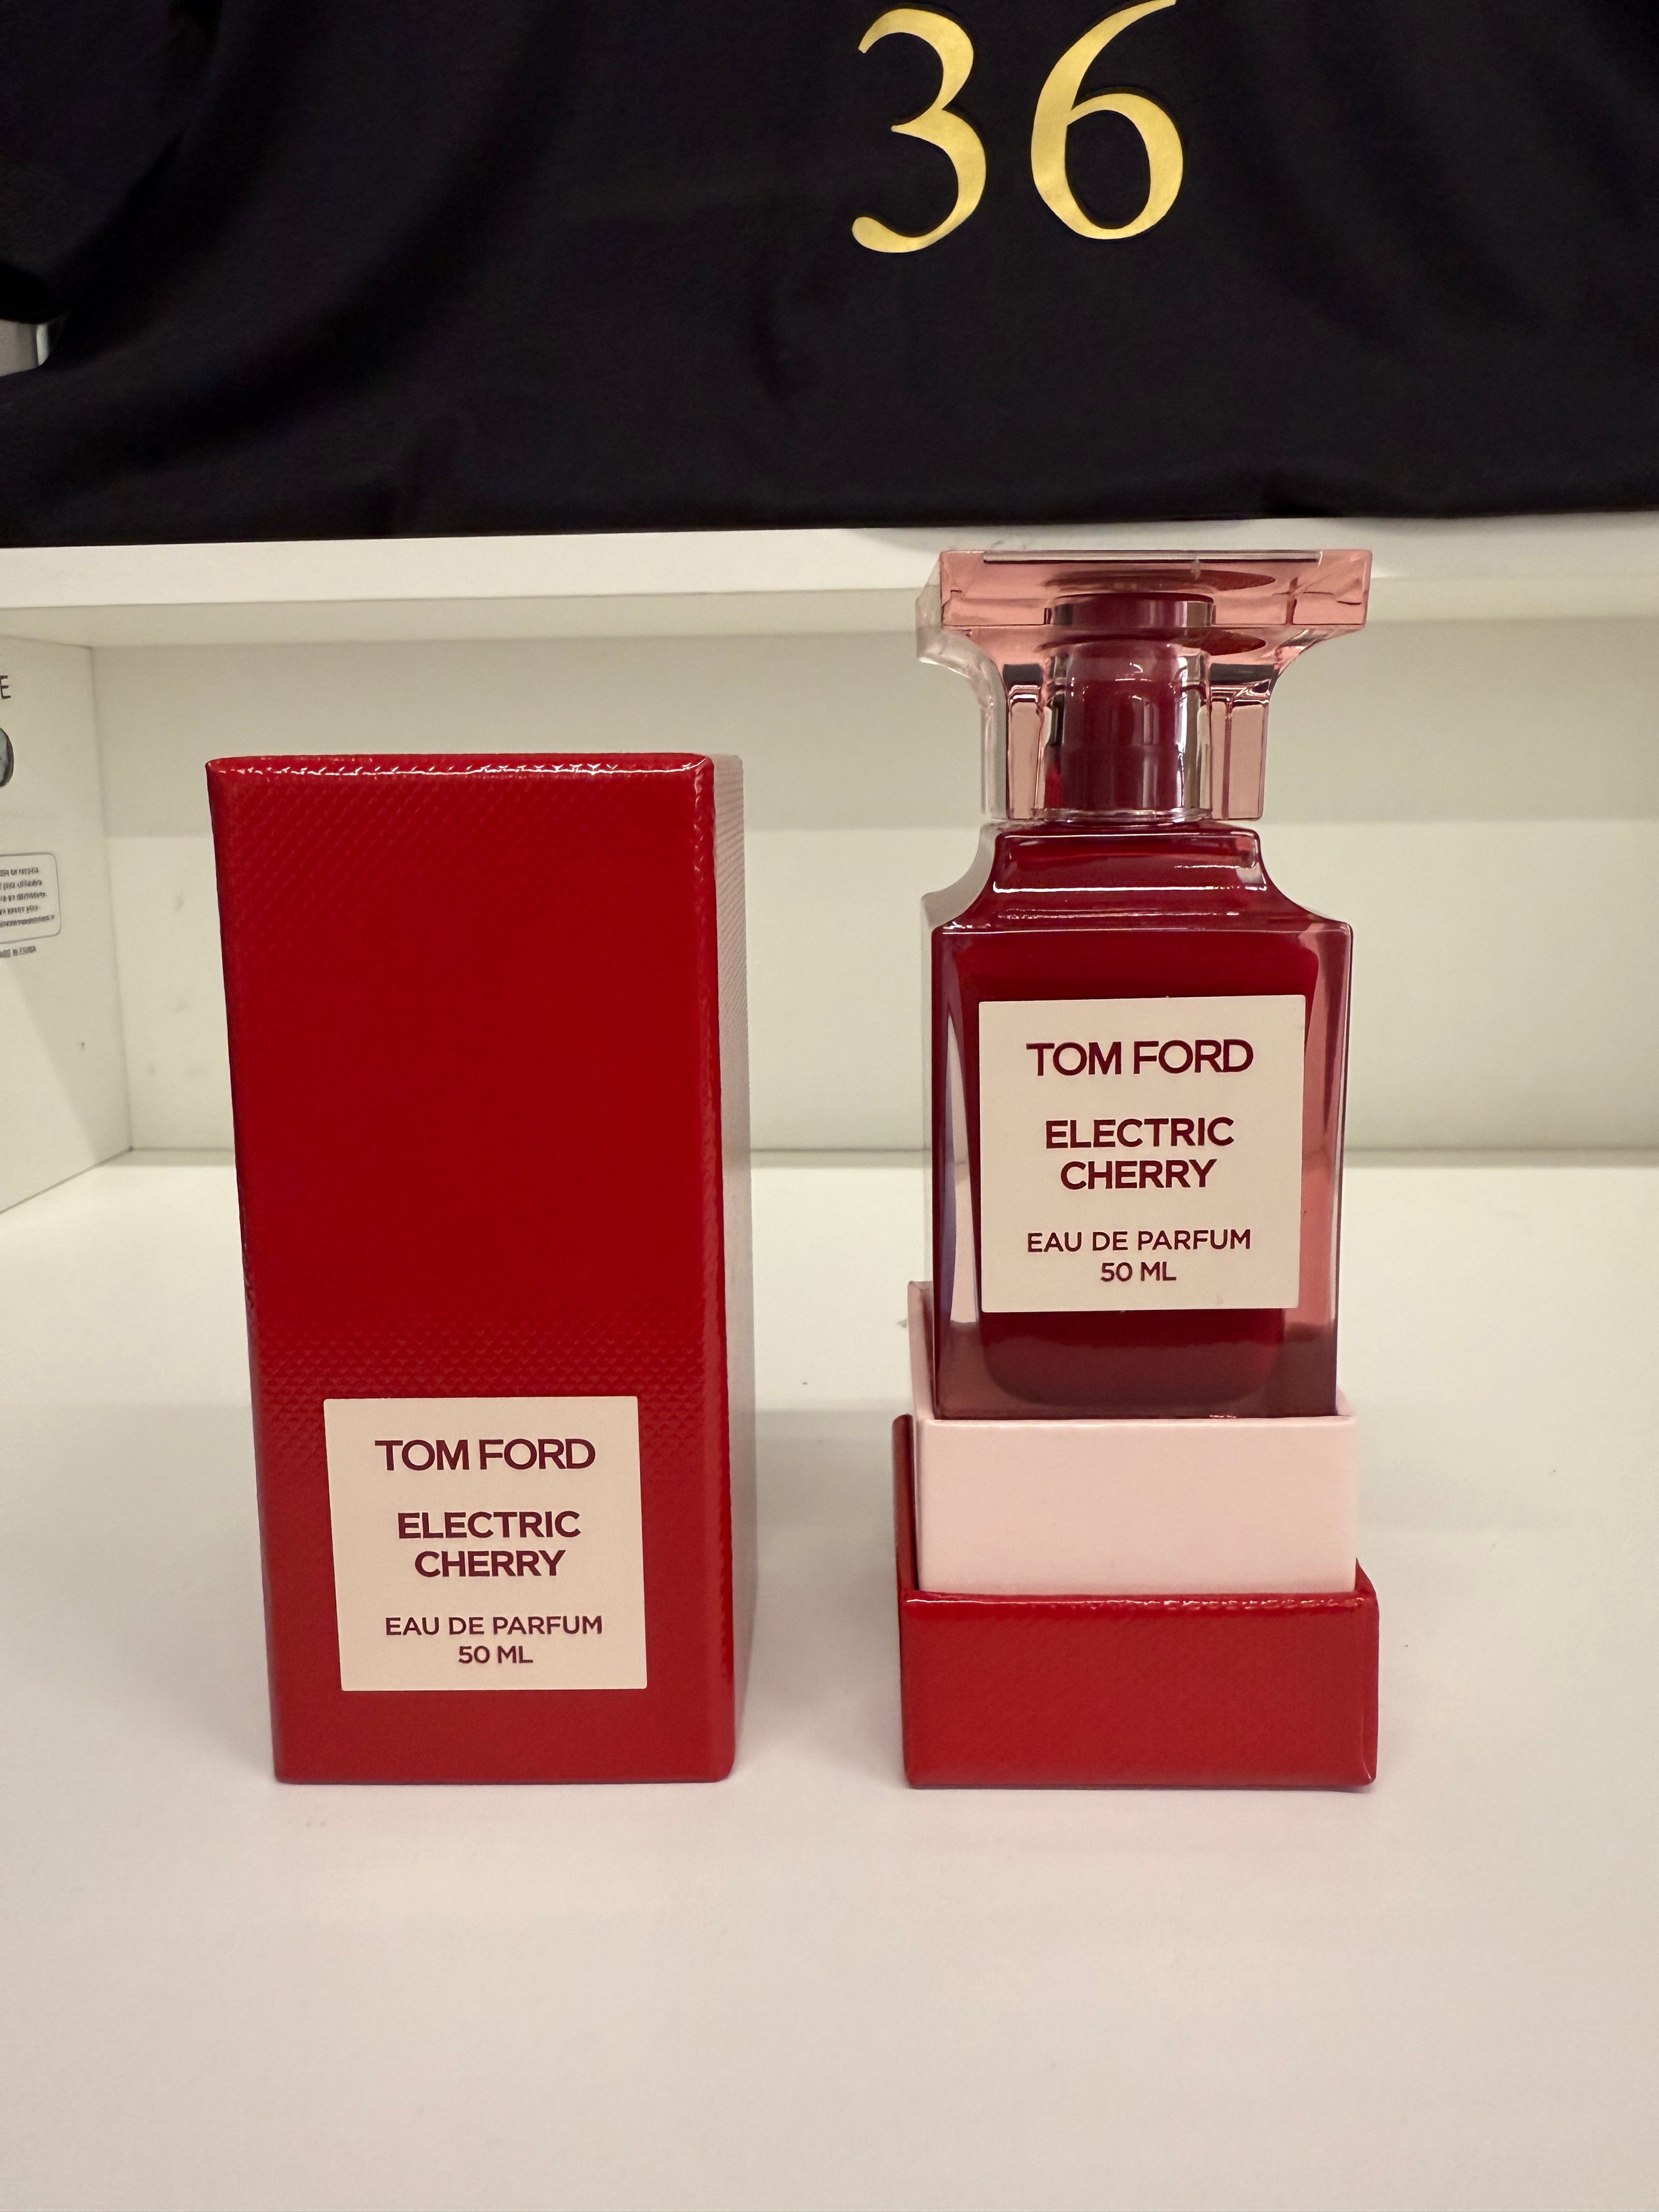 36
E
TOM FORD
ELECTRIC
CHERRY
EAU DE PARFUM
50 ML
TOM FORD
ELECTRIC
CHERRY
EAU DE PARFUM
50 ML